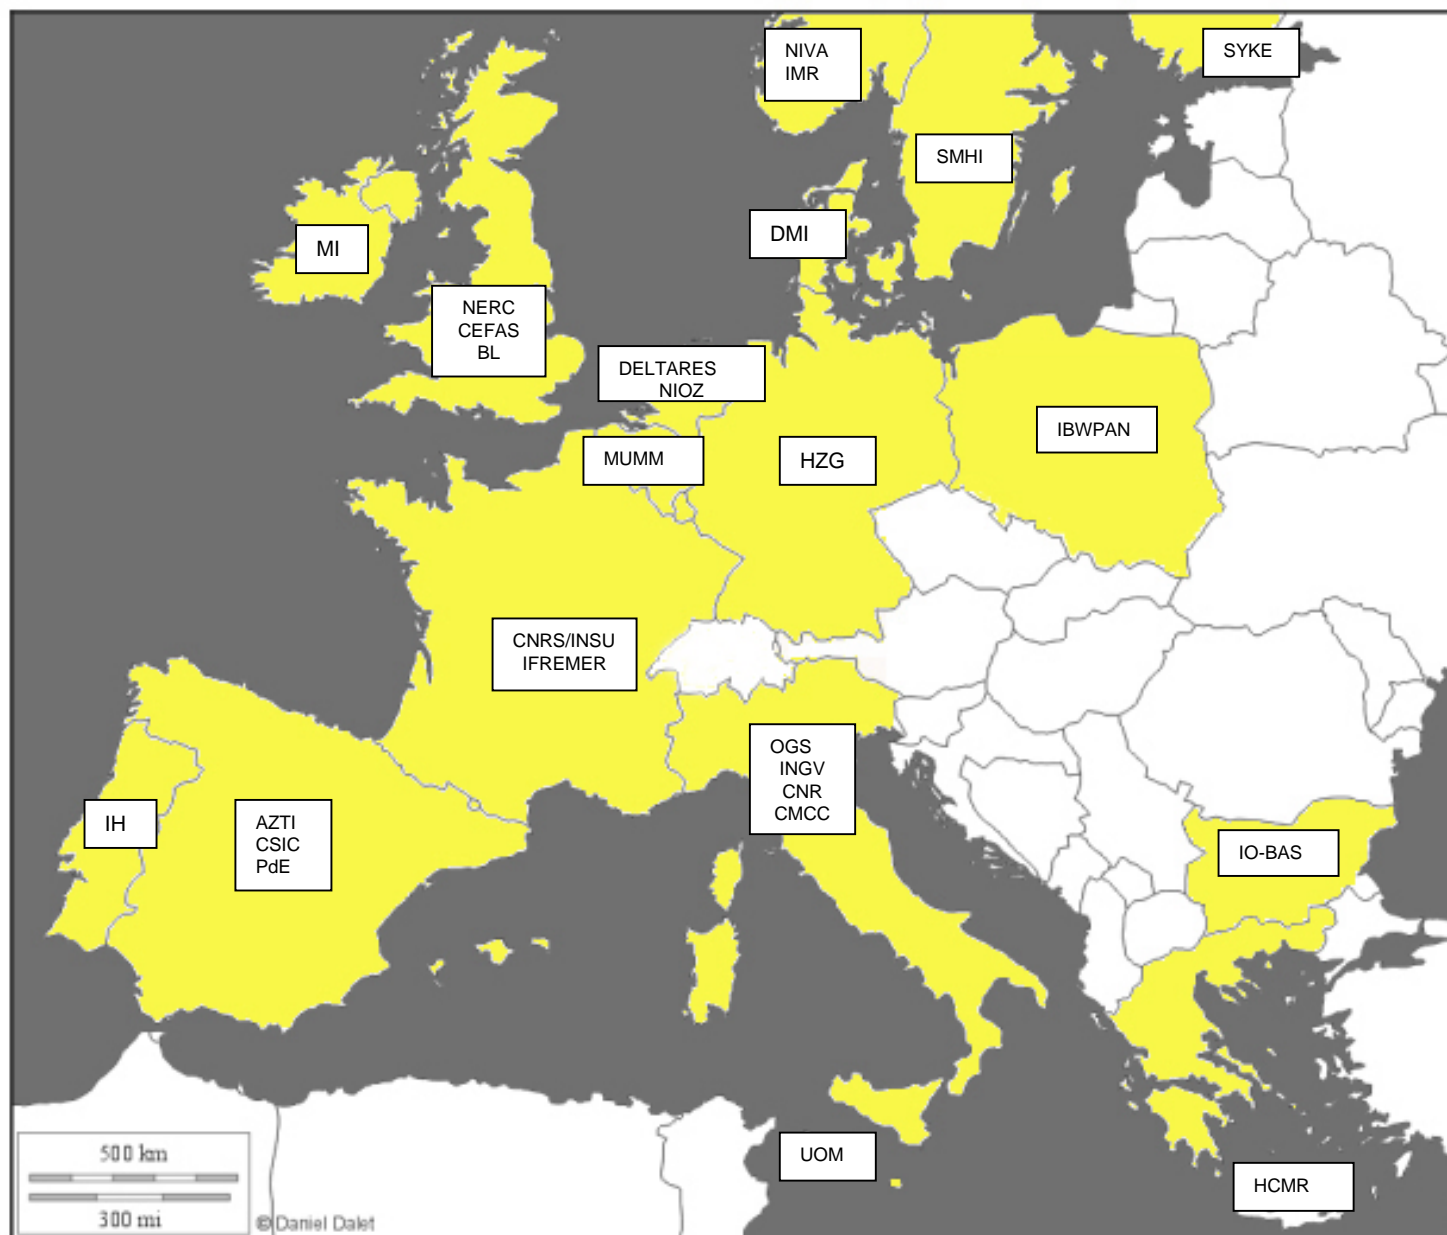 NIVA
IMR
SYKE
SMHI
DMI
MI
NERC
CEFAS
BL
DELTARES
NIOZ
MUMM
HZG
IBWPAN
CNRS/INSU
IFREMER
OGS
INGV
CNR
CMCC
IH
AZTI
CSIC
PdE
IO-BAS
UOM
HCMR
500 km
300 mi
© Daniel Dalet